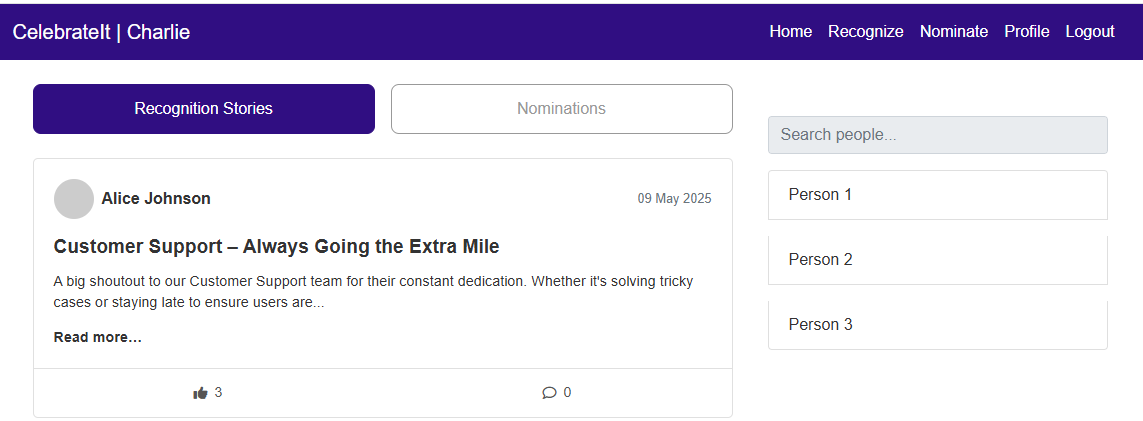 CelebrateIt | Charlie
Home Recognize Nominate Profile Logout
Recognition Stories
Nominations
Alice Johnson
09 May 2025
Customer Support – Always Going the Extra Mile
A big shoutout to our Customer Support team for their constant dedication. Whether it's solving tricky
cases or staying late to ensure users are...
Read more…
3
0
Search people...
Person 1
Person 2
Person 3